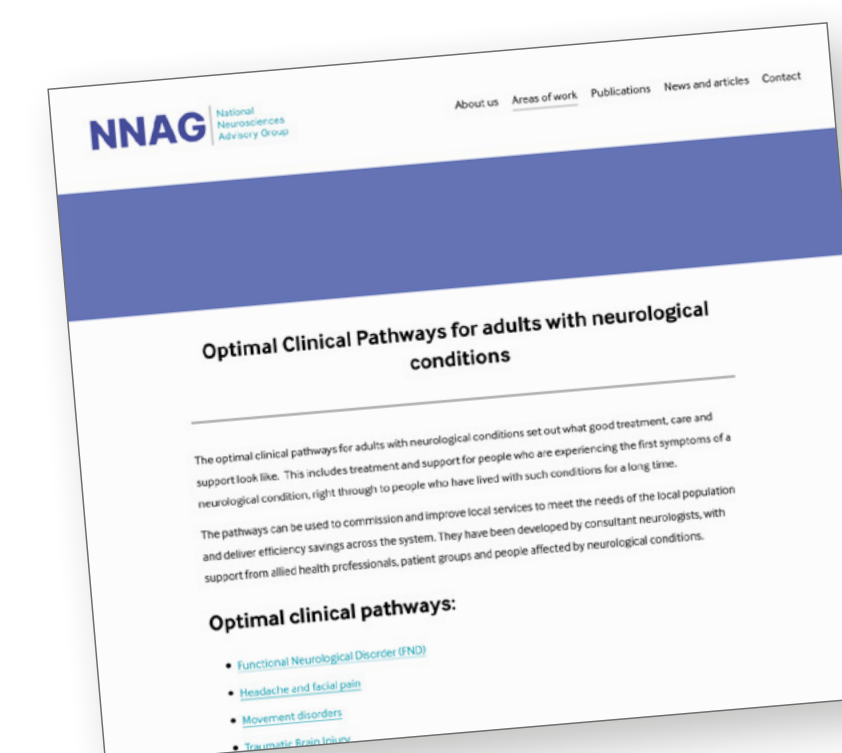 NNAG
National
Neurosciences
Advisory Group
About us Areas of work Publications News and articles Contact
Optimal Clinical Pathways for adults with neurological
conditions
The optimal clinical pathways for adults with neurological conditions set out what good treatment, care and
support look like. This includes treatment and support for people who are experiencing the first symptoms of a
neurological condition, right through to people who have lived with such conditions for a long time.
The pathways can be used to commission and improve local services to meet the needs of the local population
and deliver efficiency savings across the system. They have been developed by consultant neurologists, with
support from allied health professionals, patient groups and people affected by neurological conditions.
Optimal clinical pathways:
• Functional Neurological Disorder (FND)
• Headache and facial pain
• Movement disorders
• Traumatic Brain Injury